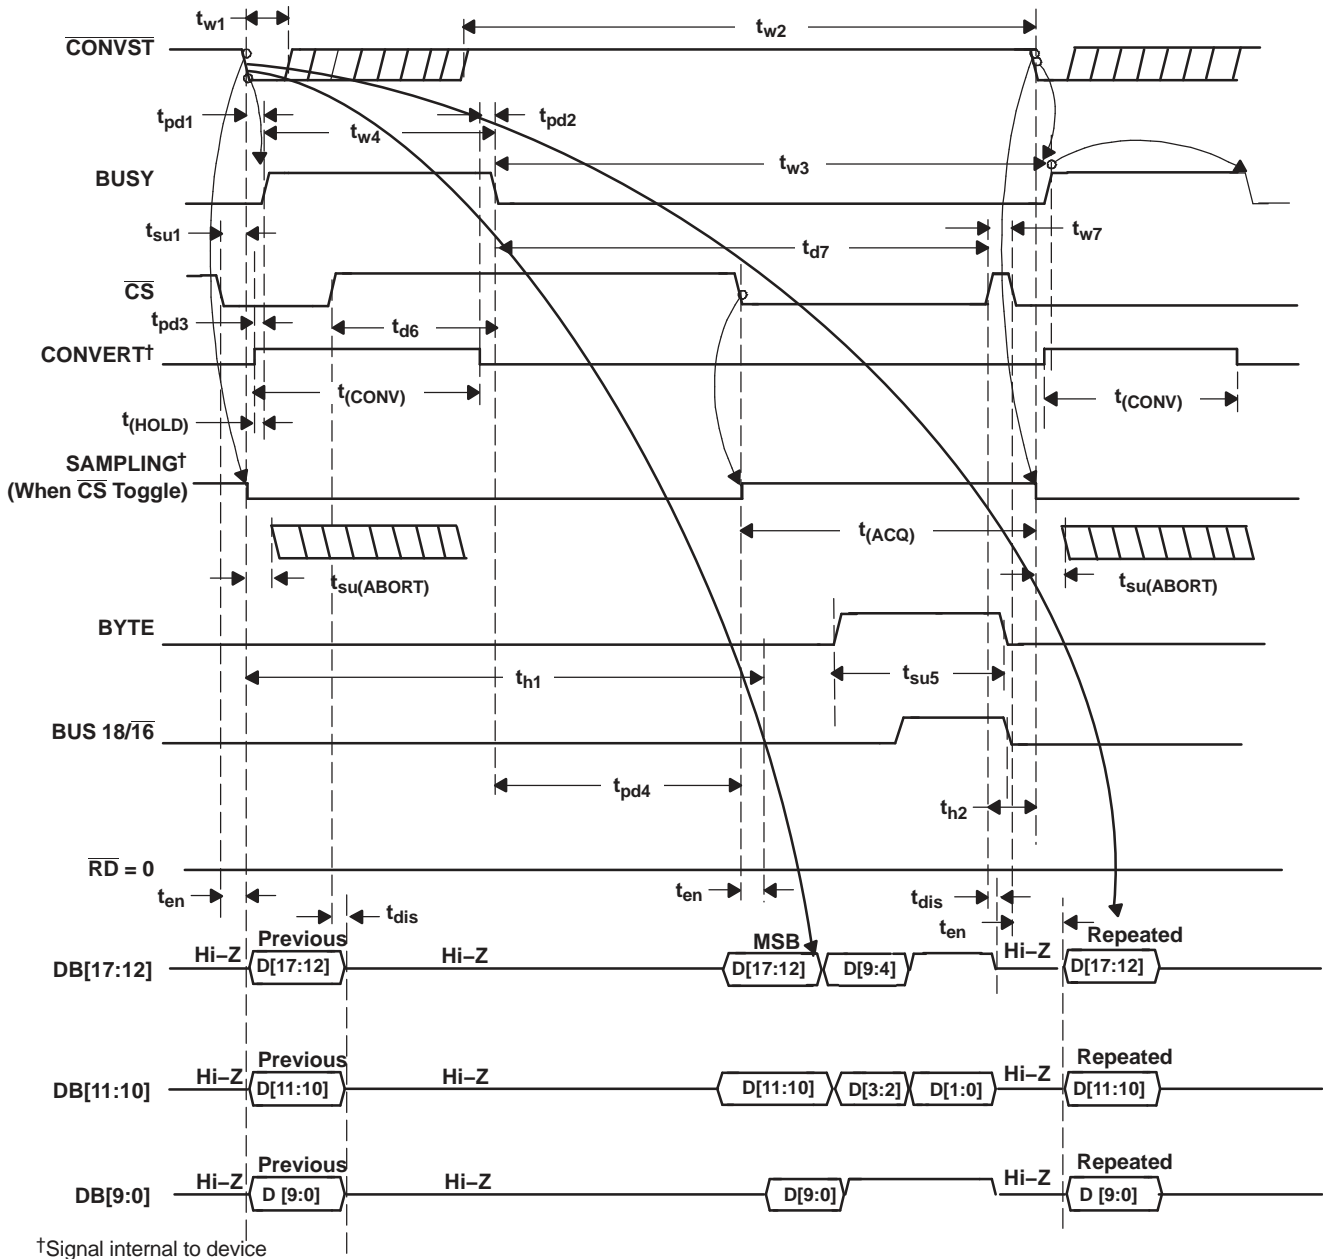 tw1
CONVST
tw2
tpd1
tw4
tpd2
BUSY
tw3
tsu1
tw7
td7
CS
tpd3
td6
CONVERT†
t(CONV)
t(CONV)
t(HOLD)
SAMPLING†
(When CS Toggle)
t(ACQ)
tsu(ABORT)
tsu(ABORT)
BYTE
th1
tsu5
BUS 18/16
tpd4
th2
RD = 0
ten
tdis
ten
tdis
ten
DB[17:12]
Hi–Z
Previous
D[17:12]
Hi–Z
MSB
D[17:12]
D[9:4]
Hi–Z
Repeated
D[17:12]
DB[11:10]
Hi–Z
Previous
D[11:10]
Hi–Z
D[11:10]
D[3:2]
D[1:0]
Hi–Z
Repeated
D[11:10]
DB[9:0]
Hi–Z
Previous
D [9:0]
Hi–Z
D[9:0]
Hi–Z
Repeated
D [9:0]
†Signal internal to device